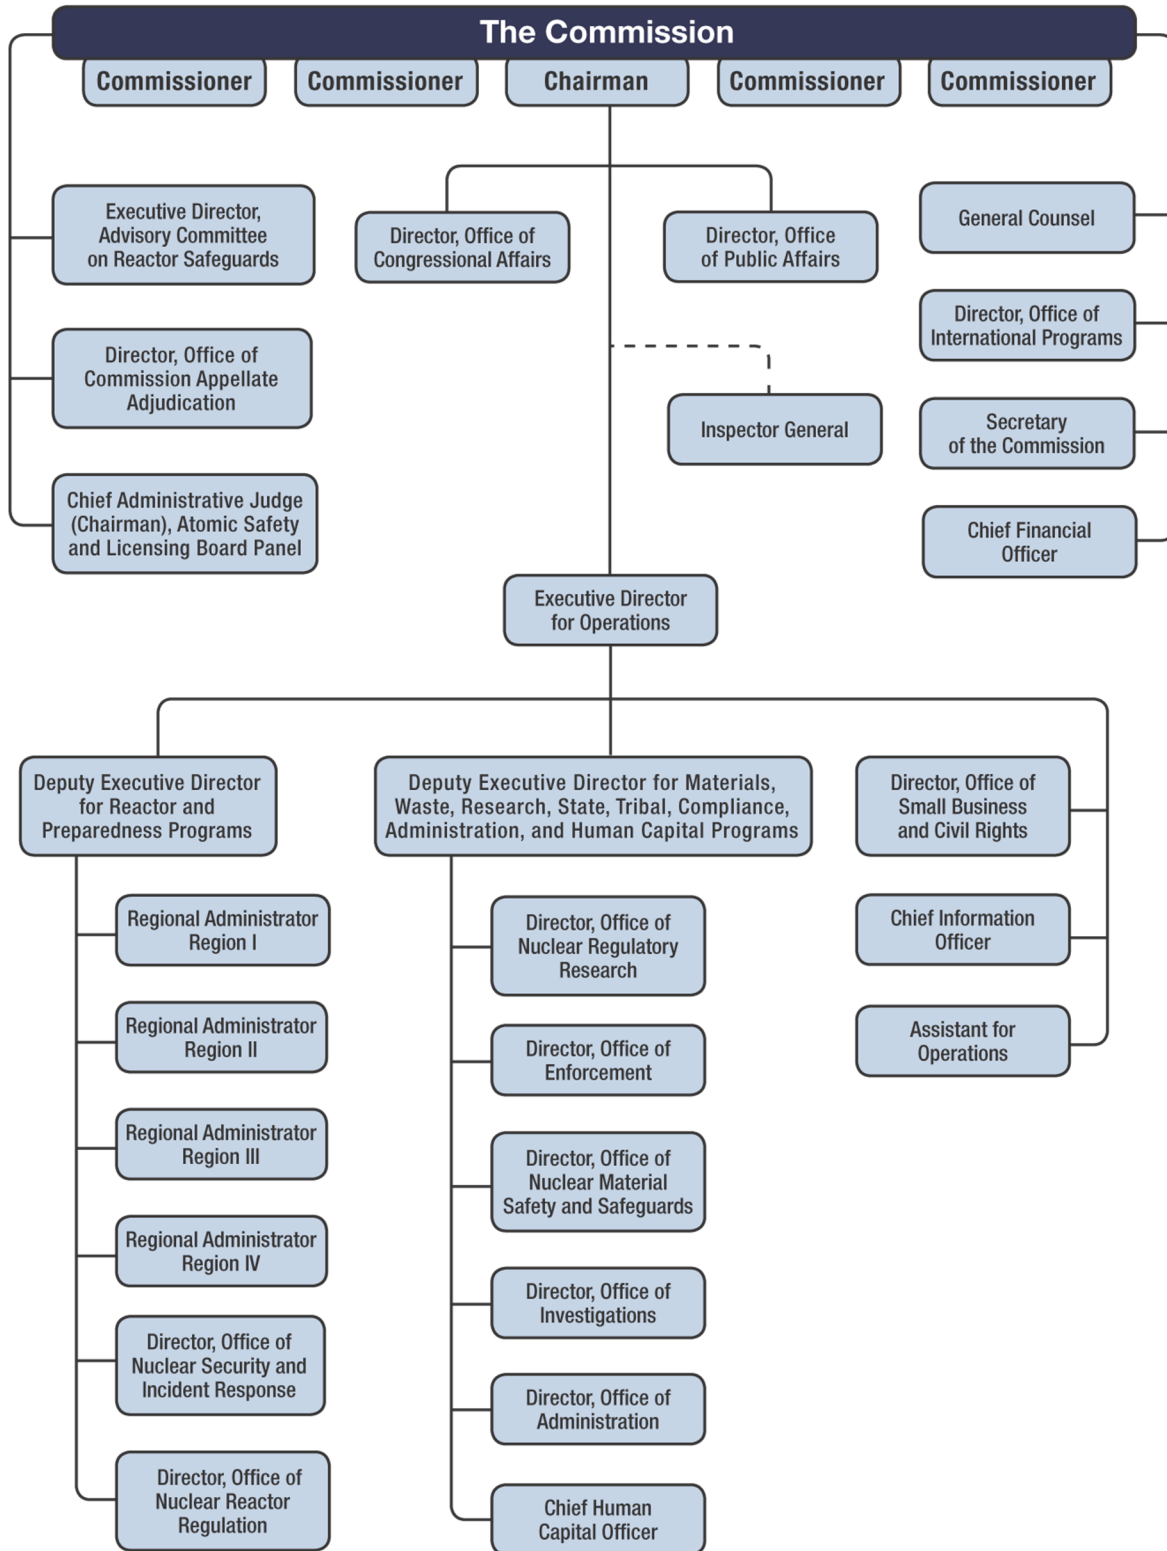 The Commission
Commissioner
Commissioner
Chairman
Commissioner
Commissioner
Executive Director,
Advisory Committee
on Reactor Safeguards
Director, Office of
Congressional Affairs
Director, Office
of Public Affairs
General Counsel
Director, Office of
International Programs
Director, Office of
Commission Appellate
Adjudication
Inspector General
Secretary
of the Commission
Chief Administrative Judge
(Chairman), Atomic Safety
and Licensing Board Panel
Chief Financial
Officer
Executive Director
for Operations
Deputy Executive Director
for Reactor and
Preparedness Programs
Deputy Executive Director for Materials,
Waste, Research, State, Tribal, Compliance,
Administration, and Human Capital Programs
Director, Office of
Small Business
and Civil Rights
Regional Administrator
Region I
Regional Administrator
Region II
Regional Administrator
Region III
Regional Administrator
Region IV
Director, Office of
Nuclear Security and
Incident Response
Director, Office of
Nuclear Reactor
Regulation
Director, Office of
Nuclear Regulatory
Research
Director, Office of
Enforcement
Director, Office of
Nuclear Material
Safety and Safeguards
Director, Office of
Investigations
Director, Office of
Administration
Chief Human
Capital Officer
Chief Information
Officer
Assistant for
Operations